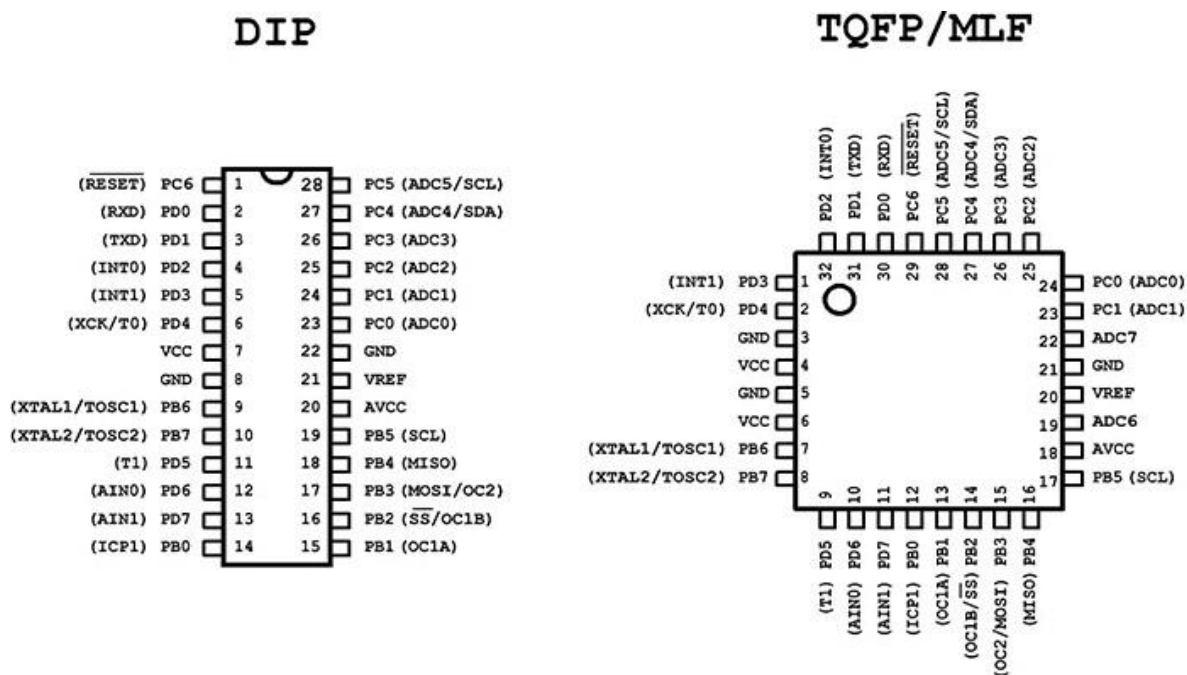 DIP
(RESET) PC6 1 28 PC5 (ADC5/SCL)
(RXD) PD0 2 27 PC4 (ADC4/SDA)
(TXD) PD1 3 26 PC3 (ADC3)
(INT0) PD2 4 25 PC2 (ADC2)
(INT1) PD3 5 24 PC1 (ADC1)
(XCK/T0) PD4 6 23 PC0 (ADC0)
VCC 7 22 GND
GND 8 21 VREF
(XTAL1/TOSC1) PB6 9 20 AVCC
(XTAL2/TOSC2) PB7 10 19 PB5 (SCL)
(T1) PD5 11 18 PB4 (MISO)
(AIN0) PD6 12 17 PB3 (MOSI/OC2)
(AIN1) PD7 13 16 PB2 (SS/OC1B)
(ICP1) PB0 14 15 PB1 (OC1A)
TQFP/MLF
PD2 (INT0)
PD1 (TXD)
PD0 (RXD)
PC6 (RESET)
PC5 (ADC5/SCL)
PC4 (ADC4/SDA)
PC3 (ADC3)
PC2 (ADC2)
32 31 30 29 28 27 26 25
(INT1) PD3 1 24 PC0 (ADC0)
(XCK/T0) PD4 2 23 PC1 (ADC1)
GND 3 22 ADC7
VCC 4 21 GND
GND 5 20 VREF
VCC 6 19 ADC6
(XTAL1/TOSC1) PB6 7 18 AVCC
(XTAL2/TOSC2) PB7 8 17 PB5 (SCL)
9 10 11 12 13 14 15 16
(T1) PD5
(AIN0) PD6
(AIN1) PD7
(ICP1) PB0
(OC1A) PB1
(OC1B/SS) PB2
(OC2/MOSI) PB3
(MISO) PB4